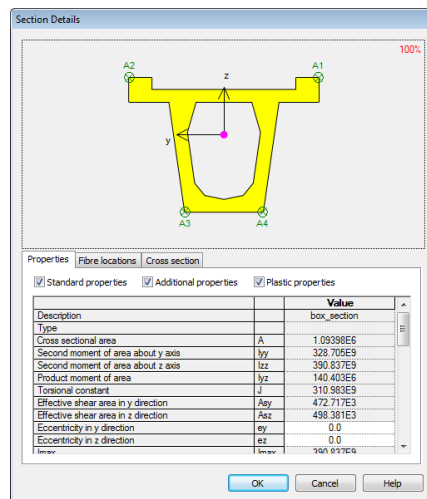 Section Details
100%
A2
z
A1
y
A3
A4
Properties
Fibre locations
Cross section
Standard properties
Additional properties
Plastic properties
Value
Description box_section
Type
Cross sectional area A 1.09398E6
Second moment of area about y axis Iyy 328.705E9
Second moment of area about z axis Izz 390.837E9
Product moment of area Iyz 140.403E6
Torsional constant J 310.983E9
Effective shear area in y direction Asy 472.717E3
Effective shear area in z direction Asz 498.381E3
Eccentricity in y direction ey 0.0
Eccentricity in z direction ez 0.0
Imax Imax 390.837E9
OK
Cancel
Help